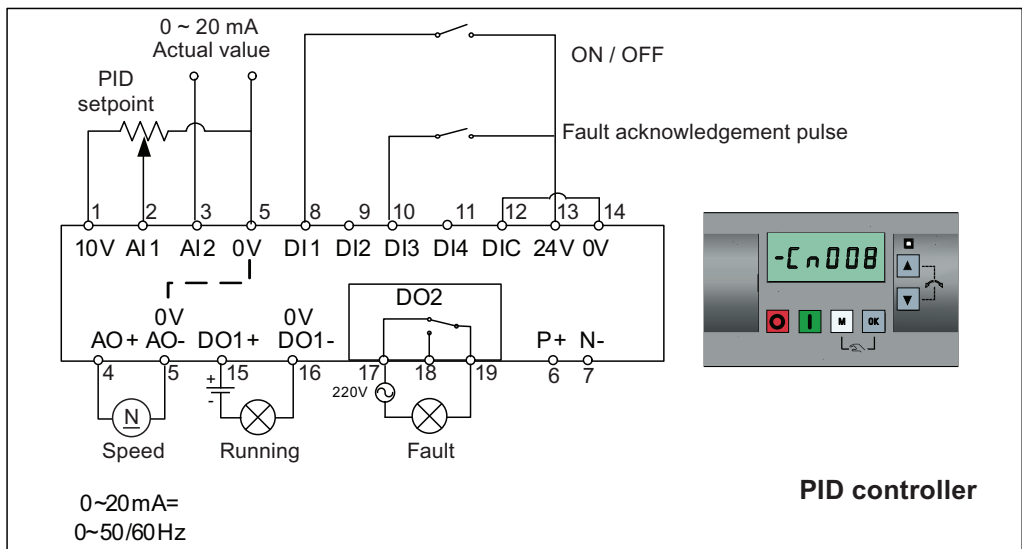 0 ~ 20 mA
Actual value
PID
setpoint
ON / OFF
Fault acknowledgement pulse
1 2 3 5 8 9 10 11 12 13 14
10V AI1 AI2 0V DI1 DI2 DI3 DI4 DIC 24V 0V
-Cn008
M OK
DO2
0V 0V
AO+ AO- DO1+ DO1- P+ N-
4 5 15 16 17 18 19 6 7
+
-
220V
N
Speed Running Fault
0~20mA=
0~50/60Hz
PID controller